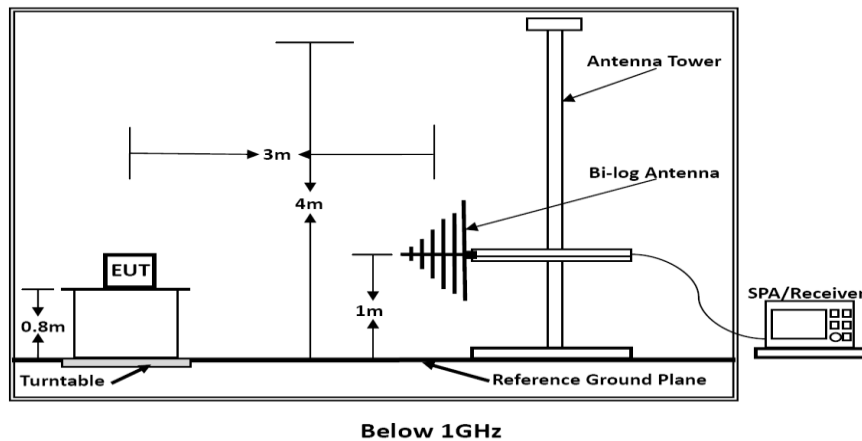 Antenna Tower
3m
Bi-log Antenna
4m
EUT
1m
SPA/Receiver
0.8m
Turntable
Reference Ground Plane
Below 1GHz